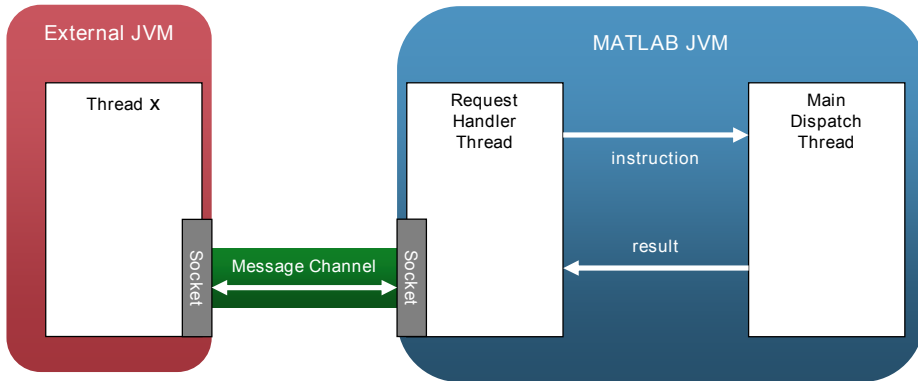 External JVM
MATLAB JVM
Thread x
Request
Handler
Thread
Main
Dispatch
Thread
instruction
result
Socket
Message Channel
Socket